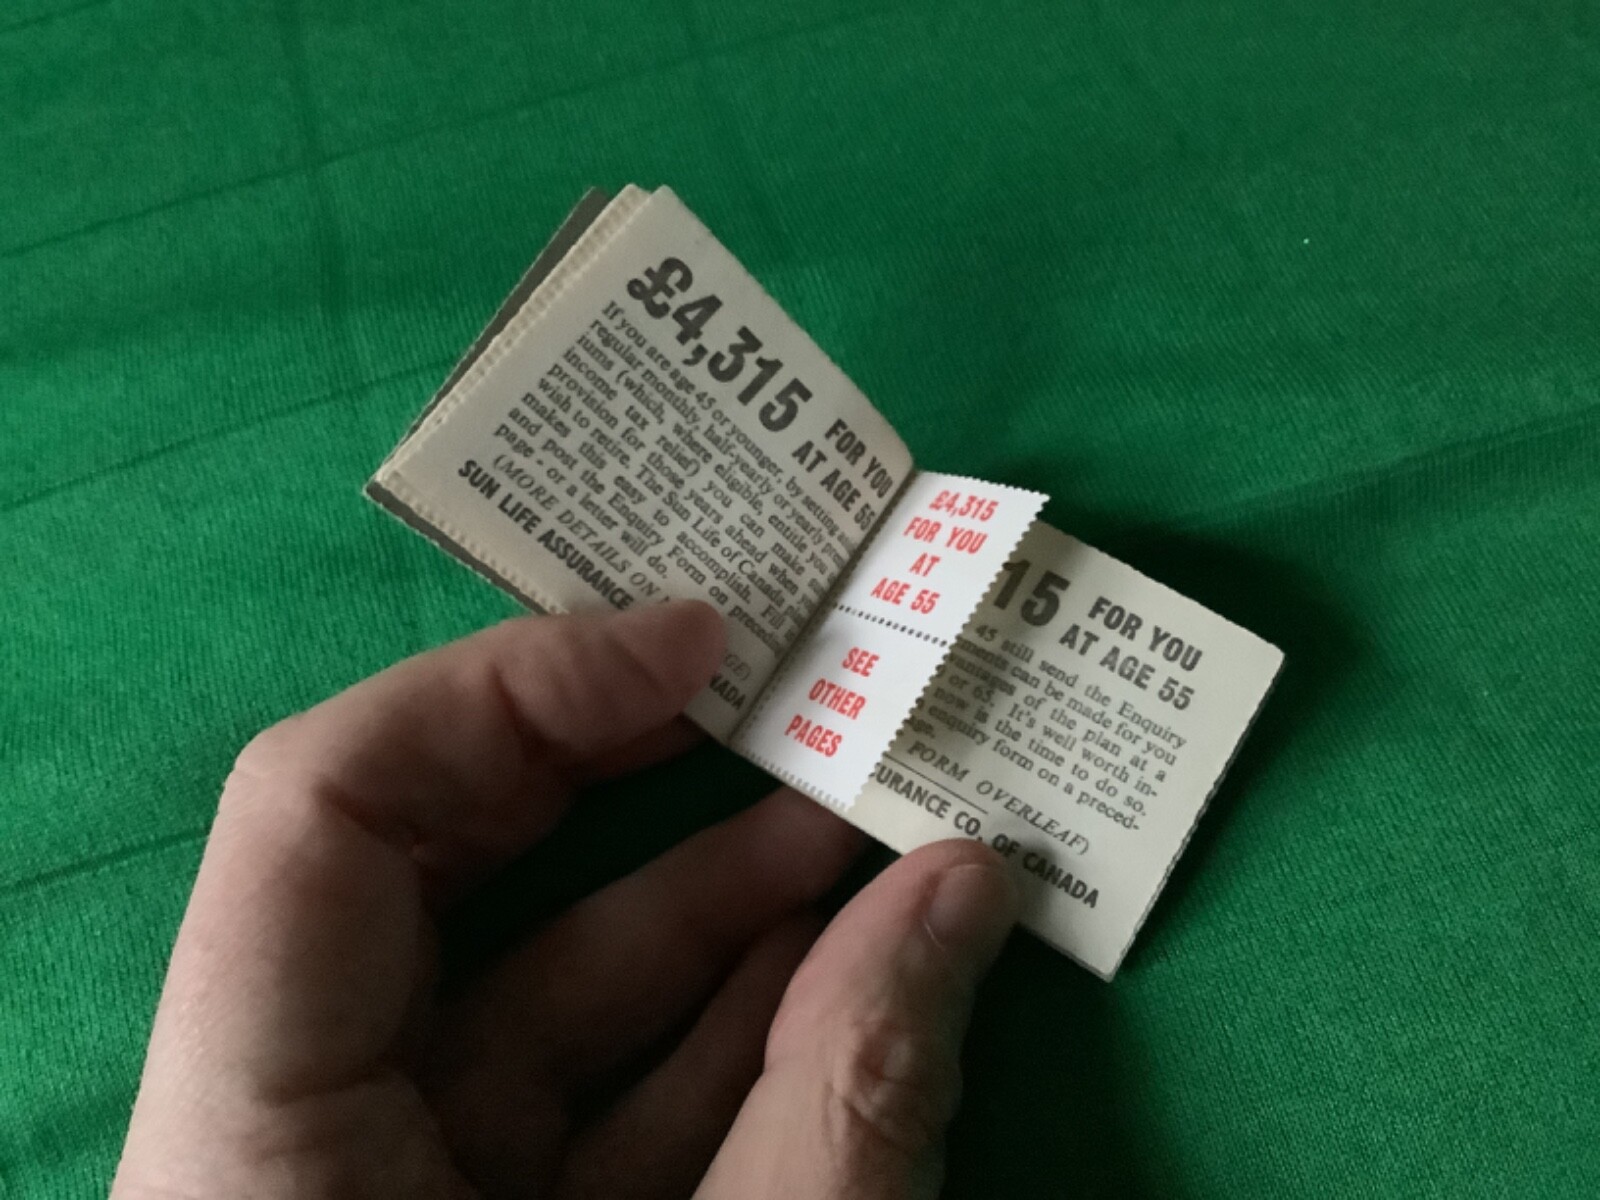 £4,315 FOR YOU
AT AGE 55
If you are age 45 or younger, by setting
regular monthly, half-yearly or yearly
iums (which, where eligible, entitle you
income tax relief) you can make
provision for those years ahead when
wish to retire. The Sun Life of Canada
makes this easy to accomplish. Fill
and post the Enquiry Form on
page - or a letter will do.
(MORE DETAILS ON
SUN LIFE ASSURANCE
£4,315
FOR YOU
AT
AGE 55
SEE
OTHER
PAGES
15 FOR YOU
AT AGE 55
45 still send the Enquiry
can be made for you
of the plan at a
or 65. It's well worth in-
now is the time to do so.
enquiry form on a preced-
FORM OVERLEAF)
CO. OF CANADA